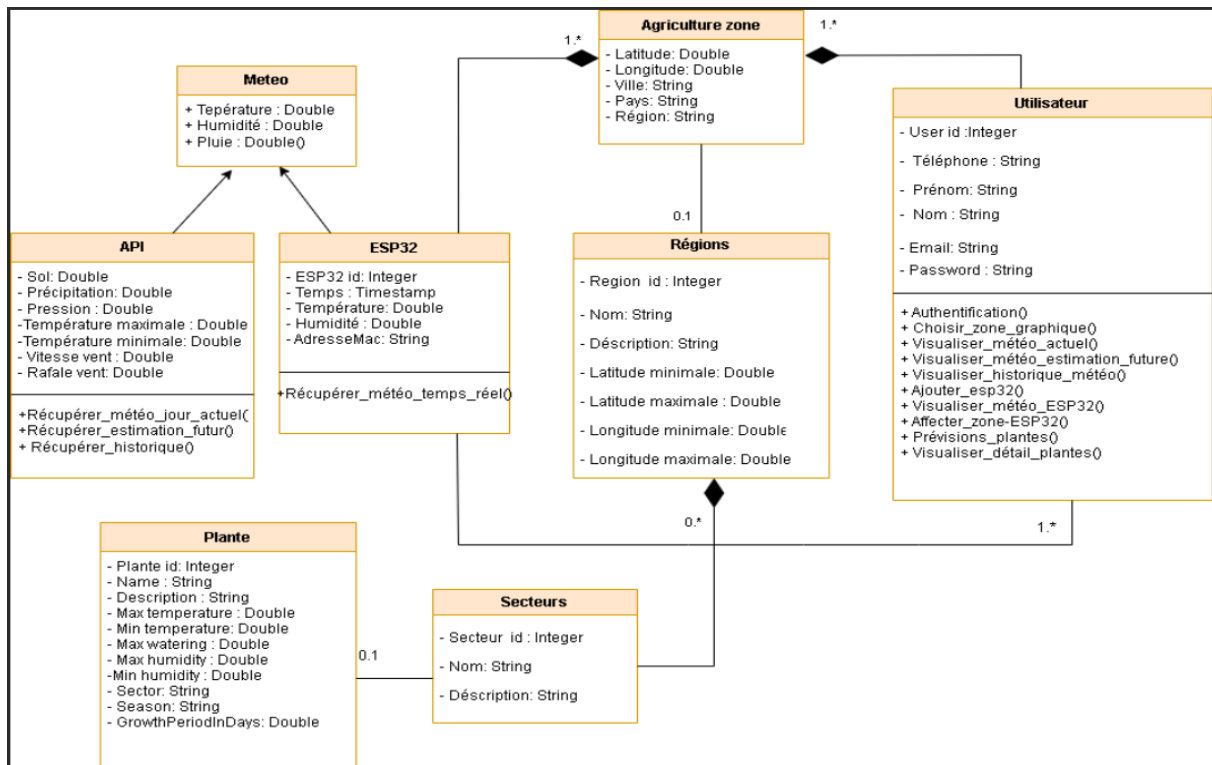 Agriculture zone
- Latitude: Double
- Longitude: Double
- Ville: String
- Pays: String
- Région: String
1.*
1.*
0.1
Meteo
+ Tepérature : Double
+ Humidité : Double
+ Pluie : Double()
Utilisateur
- User id :Integer
- Téléphone : String
- Prénom: String
- Nom : String
- Email: String
- Password : String
+ Authentification()
+ Choisir_zone_graphique()
+ Visualiser_météo_actuel()
+ Visualiser_météo_estimation_future()
+ Visualiser_historique_météo()
+ Ajouter_esp32()
+ Visualiser_météo_ESP32()
+ Affecter_zone-ESP32()
+ Prévisions_plantes()
+ Visualiser_détail_plantes()
1.*
API
- Sol: Double
- Précipitation: Double
- Pression : Double
-Température maximale : Double
-Température minimale: Double
- Vitesse vent : Double
- Rafale vent: Double
+Récupérer_météo_jour_actuel(
+Récupérer_estimation_futur()
+ Récupérer_historique()
ESP32
- ESP32 id: Integer
- Temps : Timestamp
- Température: Double
- Humidité : Double
- AdresseMac: String
+Récupérer_météo_temps_réel()
Régions
- Region id : Integer
- Nom: String
- Déscription: String
- Latitude minimale: Double
- Latitude maximale : Double
- Longitude minimale: Double
- Longitude maximale: Double
0.*
Plante
- Plante id: Integer
- Name : String
- Description : String
- Max temperature : Double
- Min temperature: Double
- Max watering : Double
- Max humidity : Double
-Min humidity : Double
- Sector: String
- Season: String
- GrowthPeriodInDays: Double
0.1
Secteurs
- Secteur id : Integer
- Nom: String
- Déscription: String